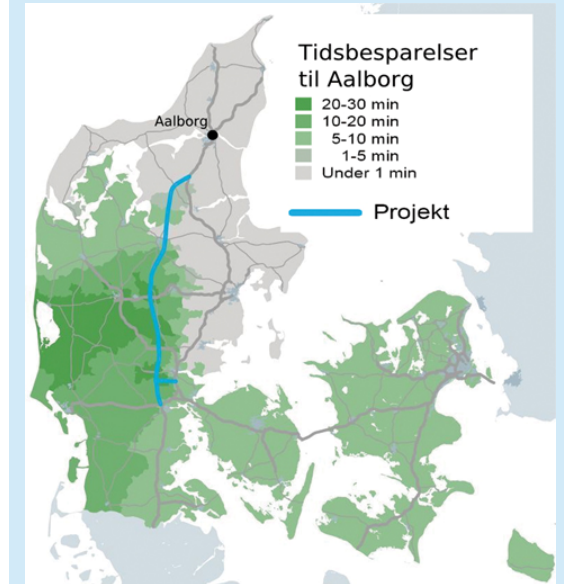 Tidsbesparelser
til Aalborg
20-30 min
10-20 min
5-10 min
1-5 min
Under 1 min
Projekt
Aalborg